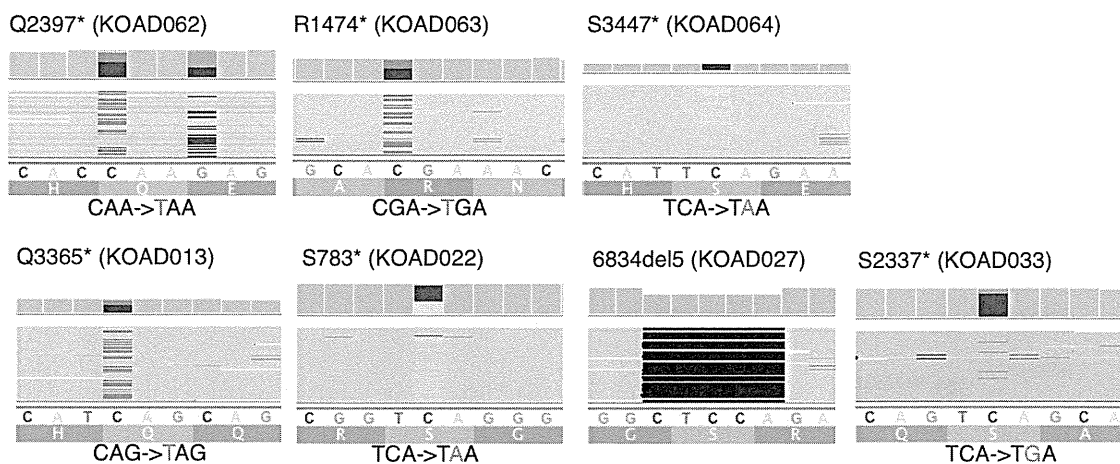 Q2397* (KOAD062)
R1474* (KOAD063)
S3447* (KOAD064)
C A C C A A G A G
H Q E
CAA->TAA
G C A C G A A A C
A R N
CGA->TGA
C A T T C A G A A
H S E
TCA->TAA
Q3365* (KOAD013)
S783* (KOAD022)
6834del5 (KOAD027)
S2337* (KOAD033)
C A T C A G C A G
H Q Q
CAG->TAG
C G G T C A G G G
R S G
TCA->TAA
G G C T C C A G A
G S R
C A G T C A G C A
Q S A
TCA->TGA